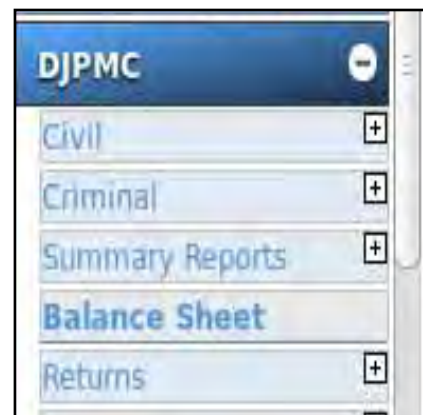 DJPMC
Civil
Criminal
Summary Reports
Balance Sheet
Returns